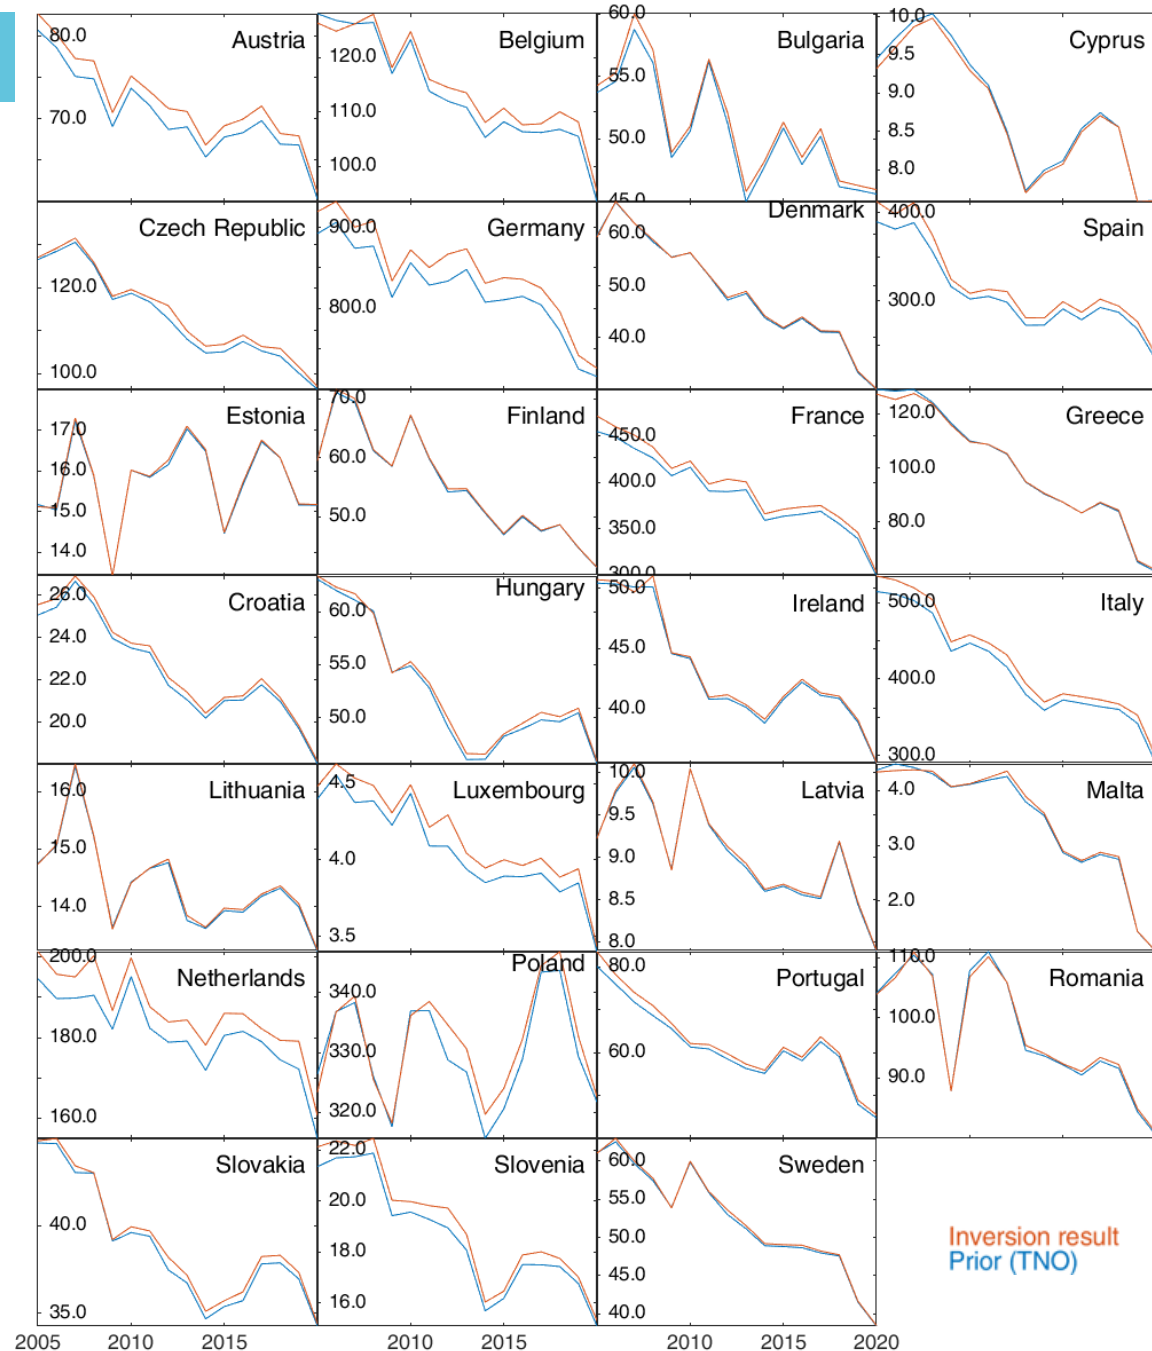 Austria
80.0
70.0
Belgium
120.0
110.0
100.0
Bulgaria
60.0
55.0
50.0
45.0
Cyprus
10.0
9.5
9.0
8.5
8.0
Czech Republic
120.0
100.0
Germany
900.0
800.0
Denmark
60.0
50.0
40.0
Spain
400.0
300.0
Estonia
17.0
16.0
15.0
14.0
Finland
70.0
60.0
50.0
France
450.0
400.0
350.0
300.0
Greece
120.0
100.0
80.0
Croatia
26.0
24.0
22.0
20.0
Hungary
60.0
55.0
50.0
Ireland
50.0
45.0
40.0
Italy
500.0
400.0
300.0
Lithuania
16.0
15.0
14.0
Luxembourg
4.5
4.0
3.5
Latvia
10.0
9.5
9.0
8.5
8.0
Malta
4.0
3.0
2.0
Netherlands
200.0
180.0
160.0
Poland
340.0
330.0
320.0
Portugal
80.0
60.0
Romania
110.0
100.0
90.0
Slovakia
40.0
35.0
Slovenia
22.0
20.0
18.0
16.0
Sweden
60.0
55.0
50.0
45.0
40.0
Inversion result
Prior (TNO)
2005 2010 2015 2010 2015 2010 2015 2020